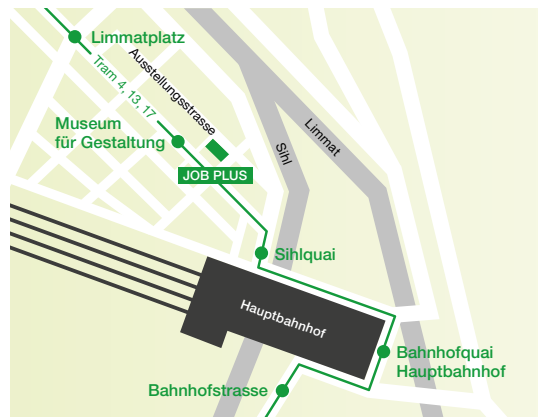 Limmatplatz
Ausstellungsstrasse
Tram 4, 13, 17
Museum
für Gestaltung
JOB PLUS
Sihl
Limmat
Sihlquai
Hauptbahnhof
Bahnhofquai
Hauptbahnhof
Bahnhofstrasse